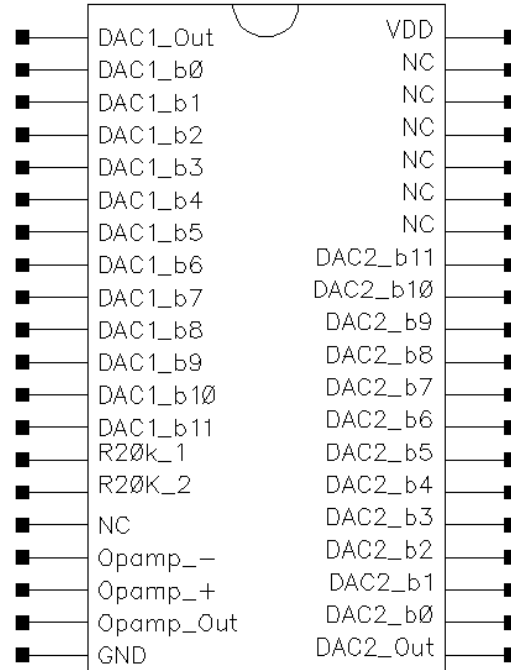 DAC1_Out
DAC1_bØ
DAC1_b1
DAC1_b2
DAC1_b3
DAC1_b4
DAC1_b5
DAC1_b6
DAC1_b7
DAC1_b8
DAC1_b9
DAC1_b1Ø
DAC1_b11
R2Øk_1
R2ØK_2
NC
Opamp_-
Opamp_+
Opamp_Out
GND
VDD
NC
NC
NC
NC
NC
NC
DAC2_b11
DAC2_b1Ø
DAC2_b9
DAC2_b8
DAC2_b7
DAC2_b6
DAC2_b5
DAC2_b4
DAC2_b3
DAC2_b2
DAC2_b1
DAC2_bØ
DAC2_Out